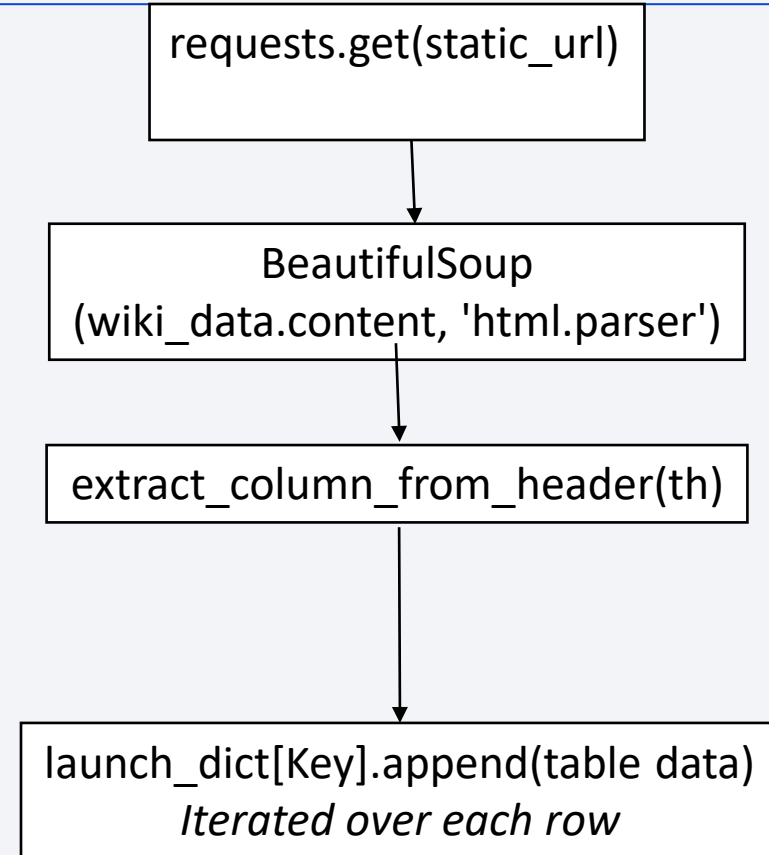 requests.get(static_url)
BeautifulSoup
(wiki_data.content, 'html.parser')
extract_column_from_header(th)
launch_dict[Key].append(table data)
Iterated over each row